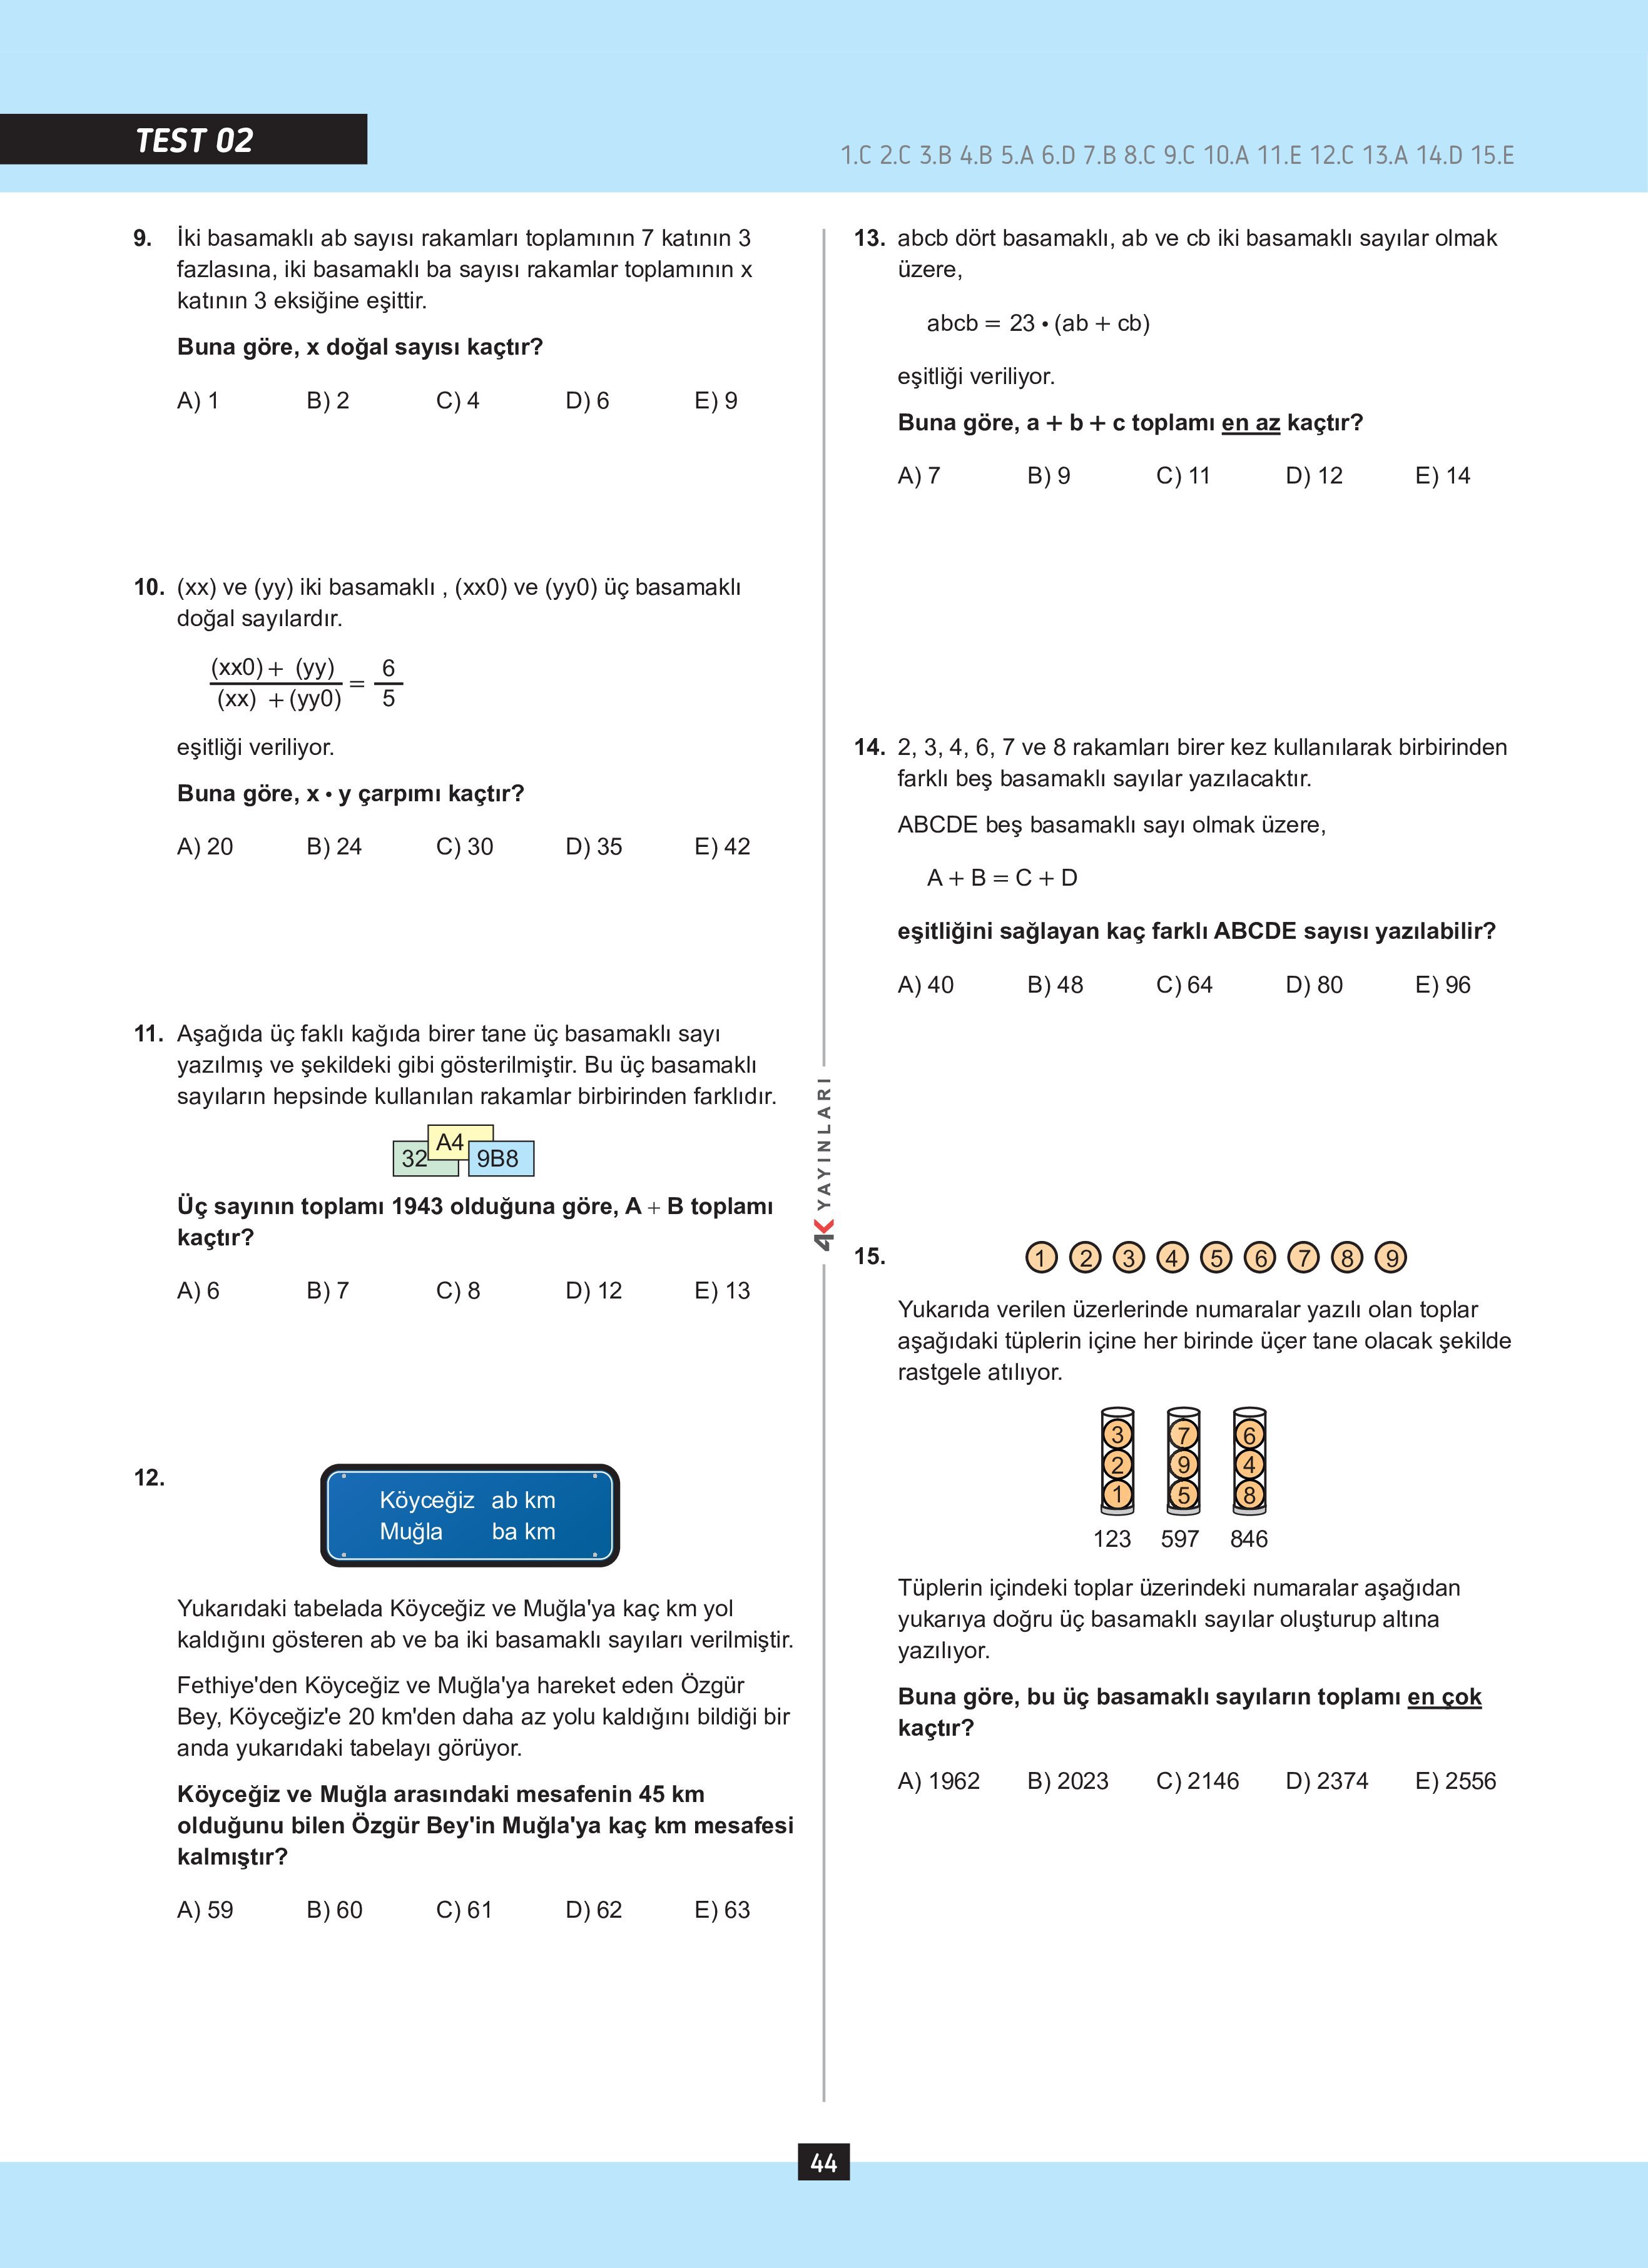 TEST 02
1.C 2.C 3.B 4.B 5.A 6.D 7.B 8.C 9.C 10.A 11.E 12.C 13.A 14.D 15.E
9. İki basamaklı ab sayısı rakamları toplamının 7 katının 3
fazlasına, iki basamaklı ba sayısı rakamlar toplamının x
katının 3 eksiğine eşittir.
Buna göre, x doğal sayısı kaçtır?
A) 1 B) 2 C) 4 D) 6 E) 9
10. (xx) ve (yy) iki basamaklı , (xx0) ve (yy0) üç basamaklı
doğal sayılardır.
(xx0) + (yy) 6
=
(xx) + (yy0) 5
eşitliği veriliyor.
Buna göre, x • y çarpımı kaçtır?
A) 20 B) 24 C) 30 D) 35 E) 42
11. Aşağıda üç faklı kağıda birer tane üç basamaklı sayı
yazılmış ve şekildeki gibi gösterilmiştir. Bu üç basamaklı
sayıların hepsinde kullanılan rakamlar birbirinden farklıdır.
A4
32 9B8
Üç sayının toplamı 1943 olduğuna göre, A + B toplamı
kaçtır?
A) 6 B) 7 C) 8 D) 12 E) 13
12.
Köyceğiz ab km
Muğla ba km
Yukarıdaki tabelada Köyceğiz ve Muğla'ya kaç km yol
kaldığını gösteren ab ve ba iki basamaklı sayıları verilmiştir.
Fethiye'den Köyceğiz ve Muğla'ya hareket eden Özgür
Bey, Köyceğiz'e 20 km'den daha az yolu kaldığını bildiği bir
anda yukarıdaki tabelayı görüyor.
Köyceğiz ve Muğla arasındaki mesafenin 45 km
olduğunu bilen Özgür Bey'in Muğla'ya kaç km mesafesi
kalmıştır?
A) 59 B) 60 C) 61 D) 62 E) 63
4K YAYINLARI
13. abcb dört basamaklı, ab ve cb iki basamaklı sayılar olmak
üzere,
abcb = 23 • (ab + cb)
eşitliği veriliyor.
Buna göre, a + b + c toplamı en az kaçtır?
A) 7 B) 9 C) 11 D) 12 E) 14
14. 2, 3, 4, 6, 7 ve 8 rakamları birer kez kullanılarak birbirinden
farklı beş basamaklı sayılar yazılacaktır.
ABCDE beş basamaklı sayı olmak üzere,
A + B = C + D
eşitliğini sağlayan kaç farklı ABCDE sayısı yazılabilir?
A) 40 B) 48 C) 64 D) 80 E) 96
15. 1 2 3 4 5 6 7 8 9
Yukarıda verilen üzerlerinde numaralar yazılı olan toplar
aşağıdaki tüplerin içine her birinde üçer tane olacak şekilde
rastgele atılıyor.
3 7 6
2 9 4
1 5 8
123 597 846
Tüplerin içindeki toplar üzerindeki numaralar aşağıdan
yukarıya doğru üç basamaklı sayılar oluşturup altına
yazılıyor.
Buna göre, bu üç basamaklı sayıların toplamı en çok
kaçtır?
A) 1962 B) 2023 C) 2146 D) 2374 E) 2556
44